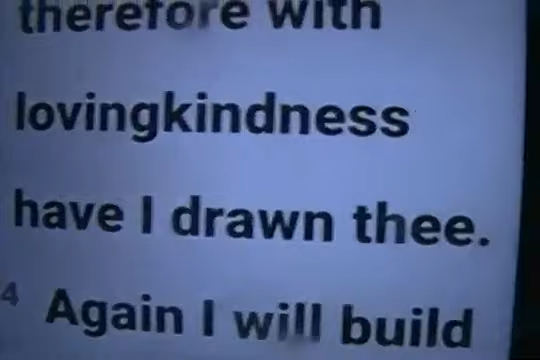 therefore with
lovingkindness
have I drawn thee.
4 Again I will build